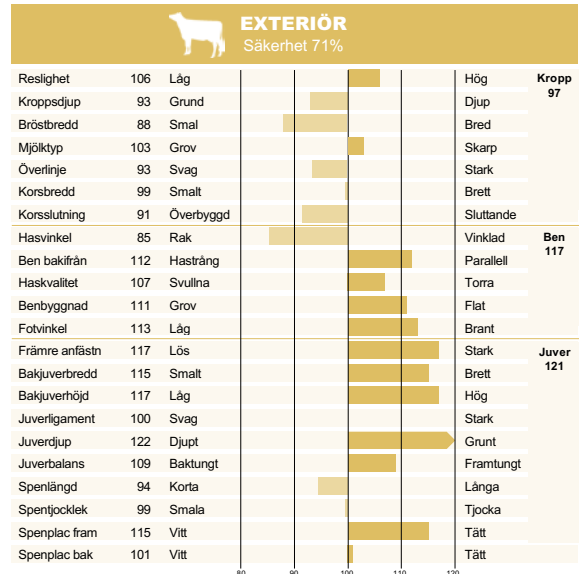 EXTERIÖR
Säkerhet 71%
Reslighet 106 Låg Hög Kropp
97
Kroppsdjup 93 Grund Djup
Bröstbredd 88 Smal Bred
Mjölktyp 103 Grov Skarp
Överlinje 93 Svag Stark
Korsbredd 99 Smalt Brett
Korsslutning 91 Överbyggd Sluttande
Hasvinkel 85 Rak Vinklad Ben
117
Ben bakifrån 112 Hastrång Parallell
Haskvalitet 107 Svullna Torra
Benbyggnad 111 Grov Flat
Fotvinkel 113 Låg Brant
Främre anfästn 117 Lös Stark Juver
121
Bakjuverbredd 115 Smalt Brett
Bakjuverhöjd 117 Låg Hög
Juverligament 100 Svag Stark
Juverdjup 122 Djupt Grunt
Juverbalans 109 Baktungt Framtungt
Spenlängd 94 Korta Långa
Spentjocklek 99 Smala Tjocka
Spenplac fram 115 Vitt Tätt
Spenplac bak 101 Vitt Tätt
80 90 100 110 120